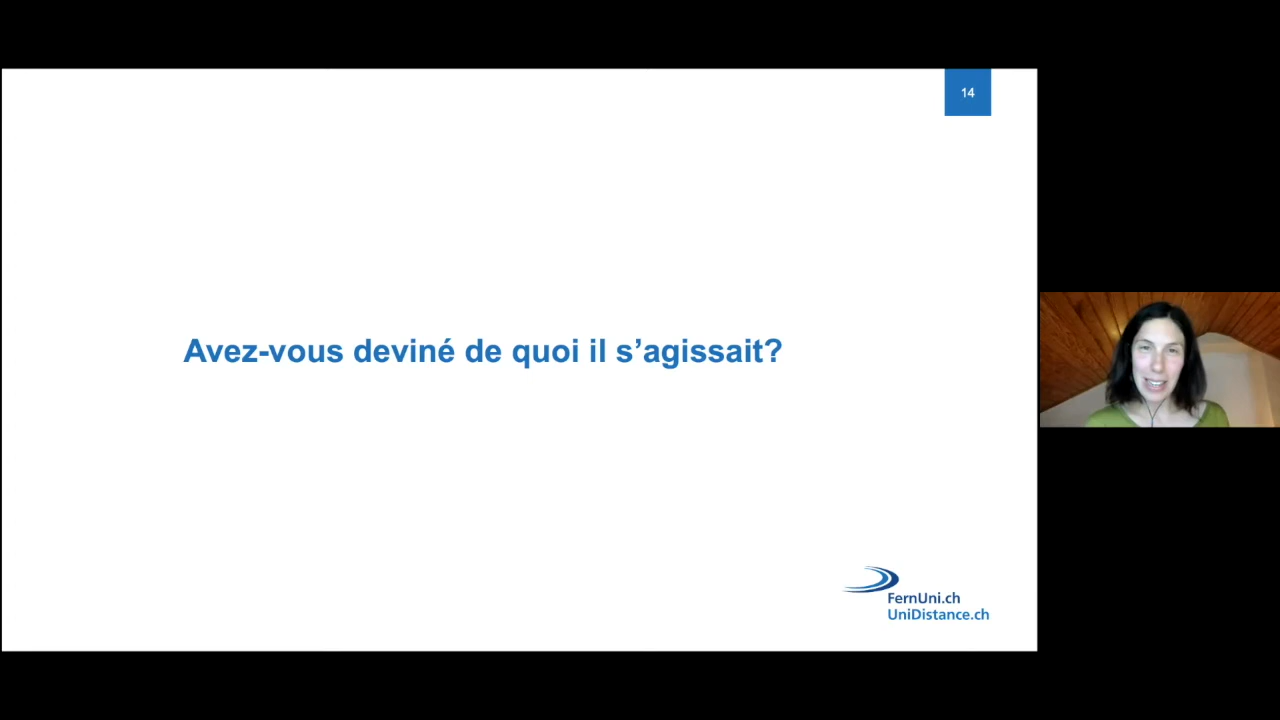 14
Avez-vous deviné de quoi il s’agissait?
FernUni.ch
UniDistance.ch